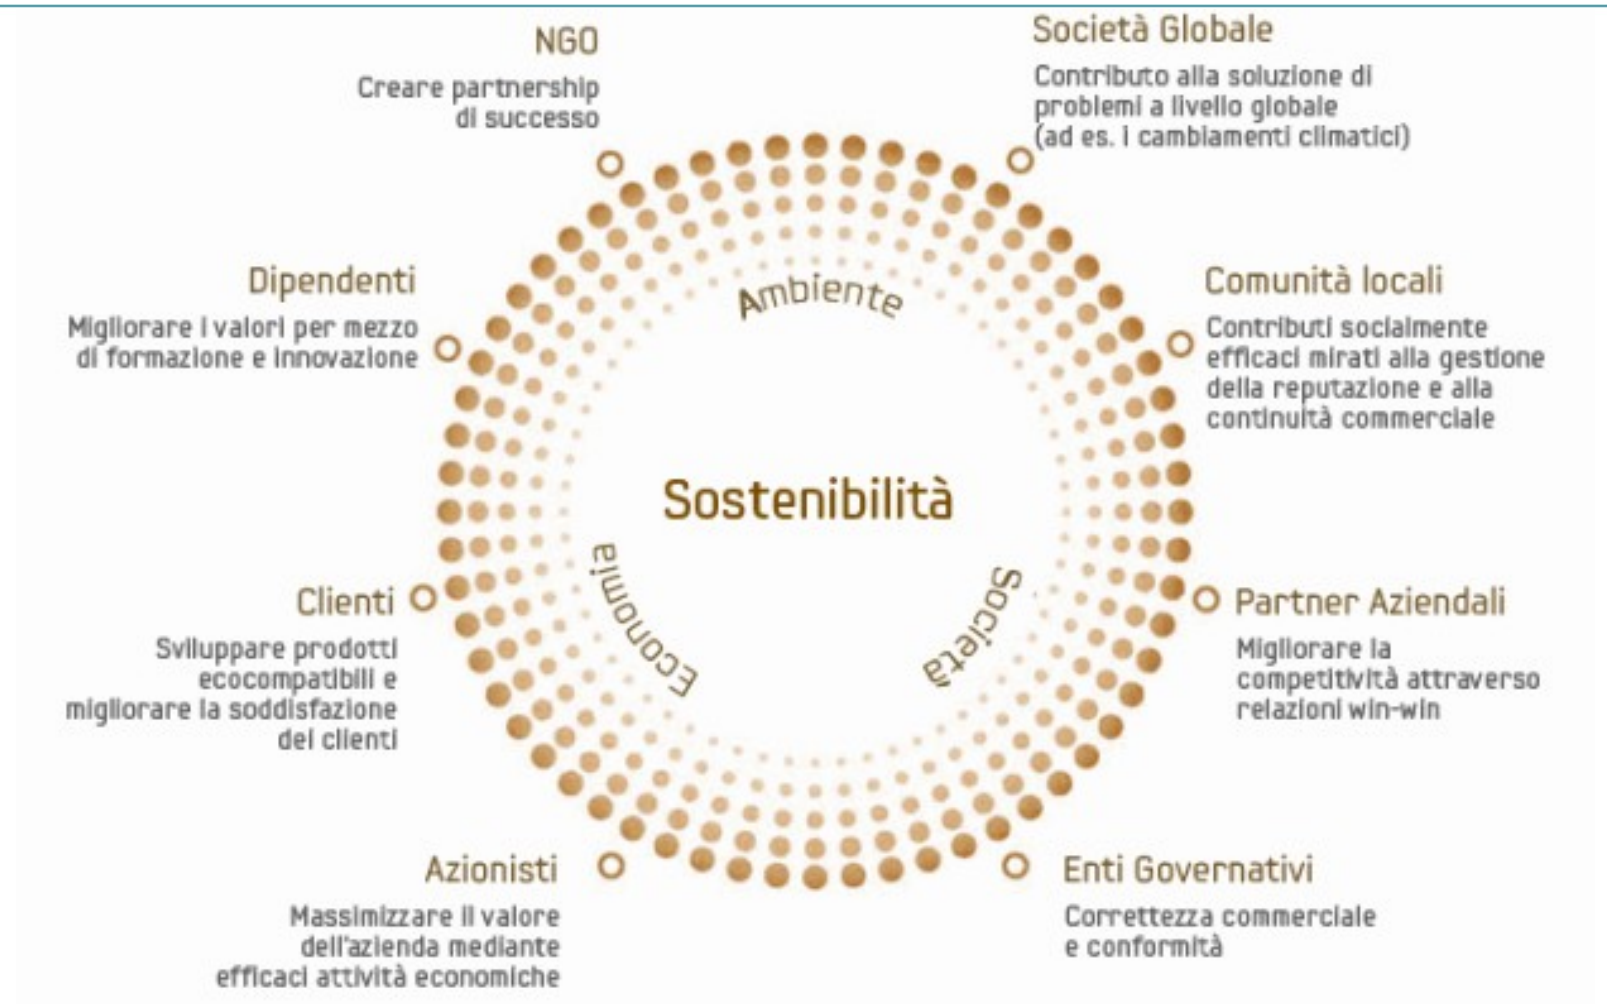 NGO
Creare partnership
di successo
Società Globale
Contributo alla soluzione di
problemi a livello globale
(ad es. i cambiamenti climatici)
Dipendenti
Migliorare i valori per mezzo
di formazione e innovazione
Comunità locali
Contributi socialmente
efficaci mirati alla gestione
della reputazione e alla
continuità commerciale
Ambiente
Sostenibilità
Economia
Società
Clienti
Sviluppare prodotti
ecocompatibili e
migliorare la soddisfazione
dei clienti
Partner Aziendali
Migliorare la
competitività attraverso
relazioni win-win
Azionisti
Massimizzare il valore
dell'azienda mediante
efficaci attività economiche
Enti Governativi
Correttezza commerciale
e conformità